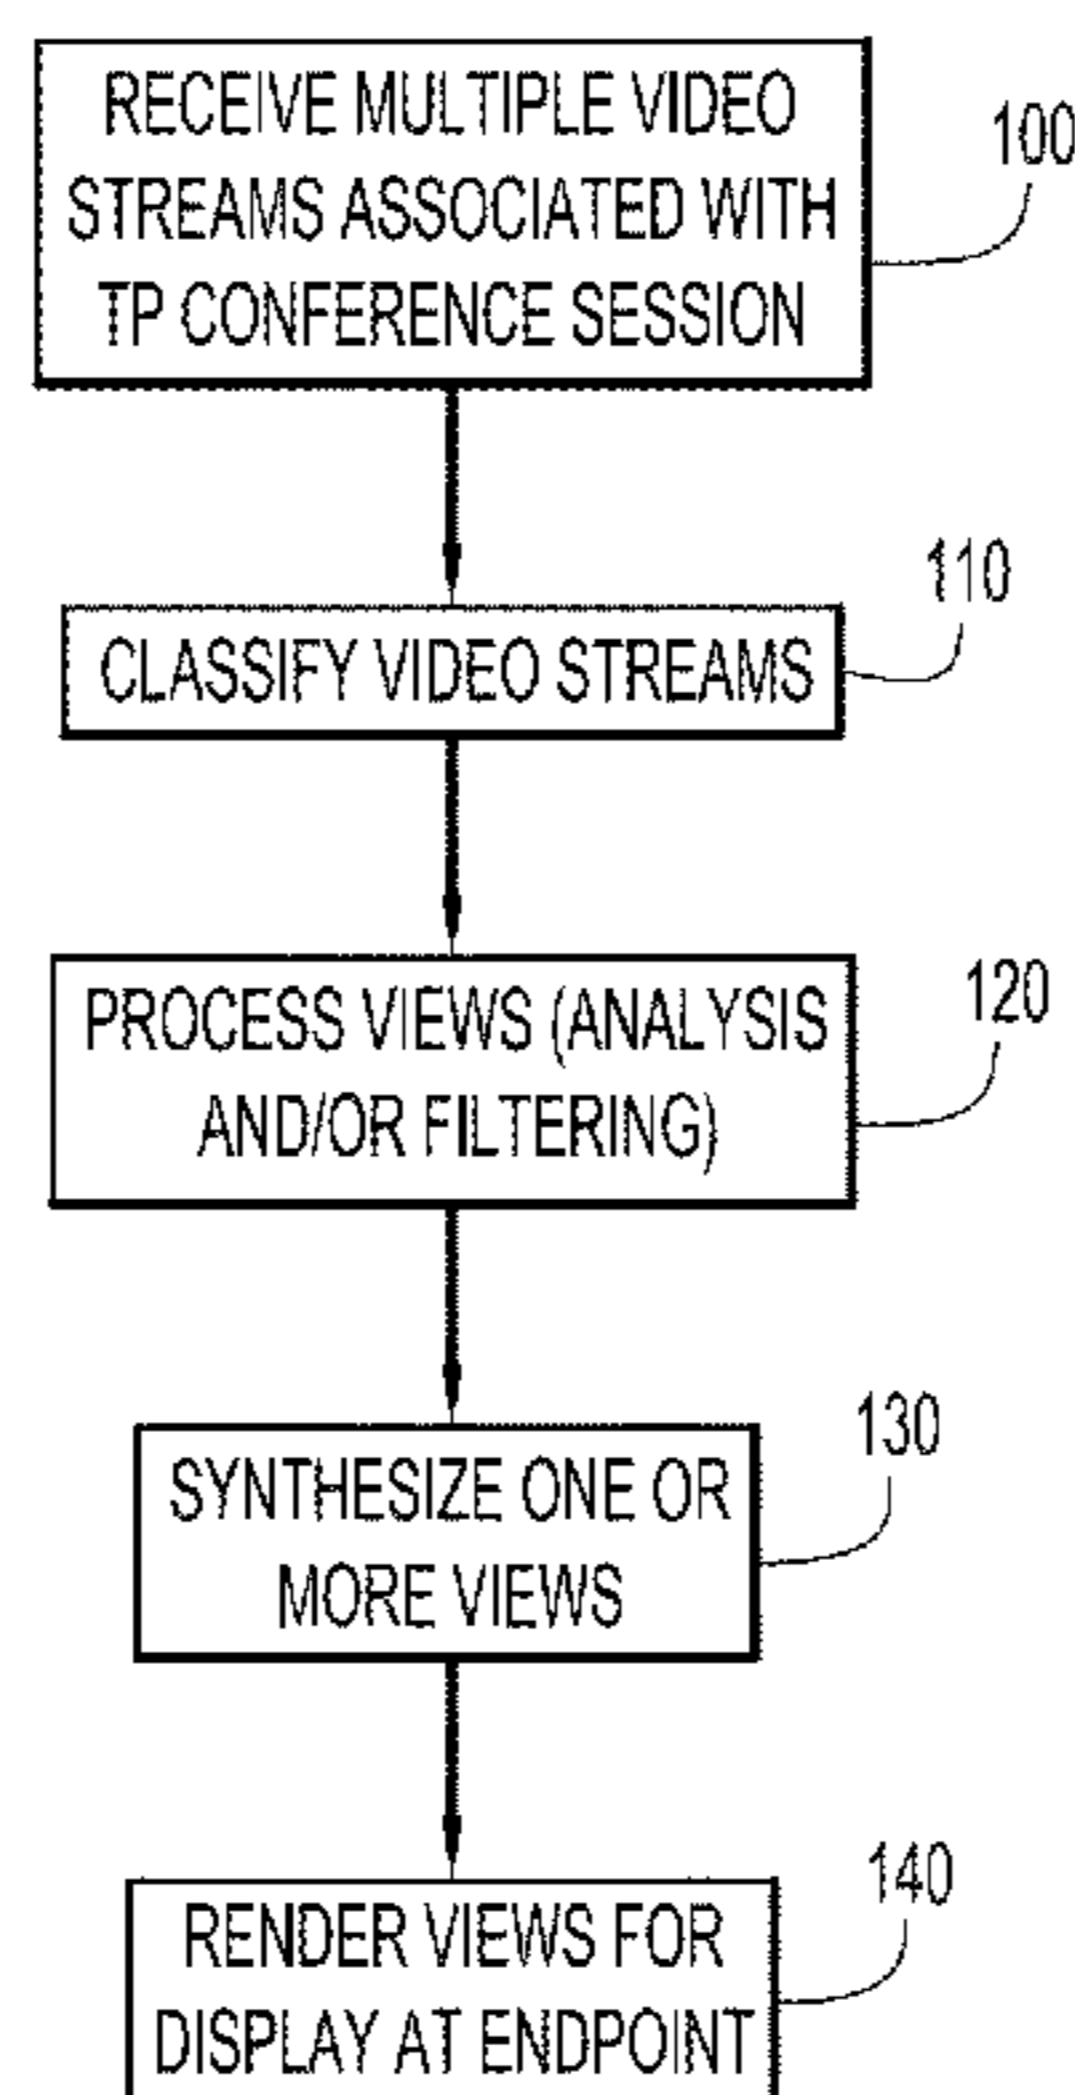 RECEIVE MULTIPLE VIDEO
STREAMS ASSOCIATED WITH
TP CONFERENCE SESSION
100
CLASSIFY VIDEO STREAMS
110
PROCESS VIEWS (ANALYSIS
AND/OR FILTERING)
120
SYNTHESIZE ONE OR
MORE VIEWS
130
RENDER VIEWS FOR
DISPLAY AT ENDPOINT
140